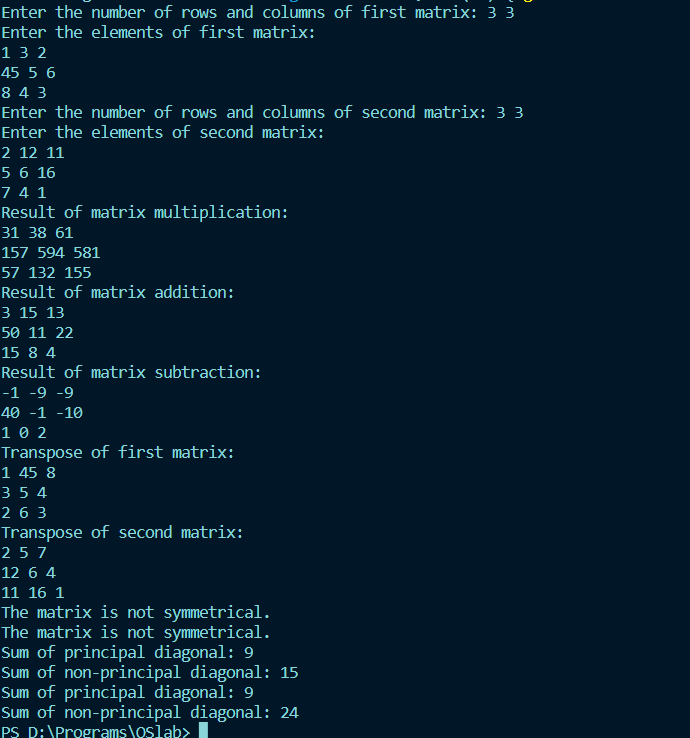 Enter the number of rows and columns of first matrix: 3 3
Enter the elements of first matrix:
1 3 2
45 5 6
8 4 3
Enter the number of rows and columns of second matrix: 3 3
Enter the elements of second matrix:
2 12 11
5 6 16
7 4 1
Result of matrix multiplication:
31 38 61
157 594 581
57 132 155
Result of matrix addition:
3 15 13
50 11 22
15 8 4
Result of matrix subtraction:
-1 -9 -9
40 -1 -10
1 0 2
Transpose of first matrix:
1 45 8
3 5 4
2 6 3
Transpose of second matrix:
2 5 7
12 6 4
11 16 1
The matrix is not symmetrical.
The matrix is not symmetrical.
Sum of principal diagonal: 9
Sum of non-principal diagonal: 15
Sum of principal diagonal: 9
Sum of non-principal diagonal: 24
PS D:\Programs\OSlab>